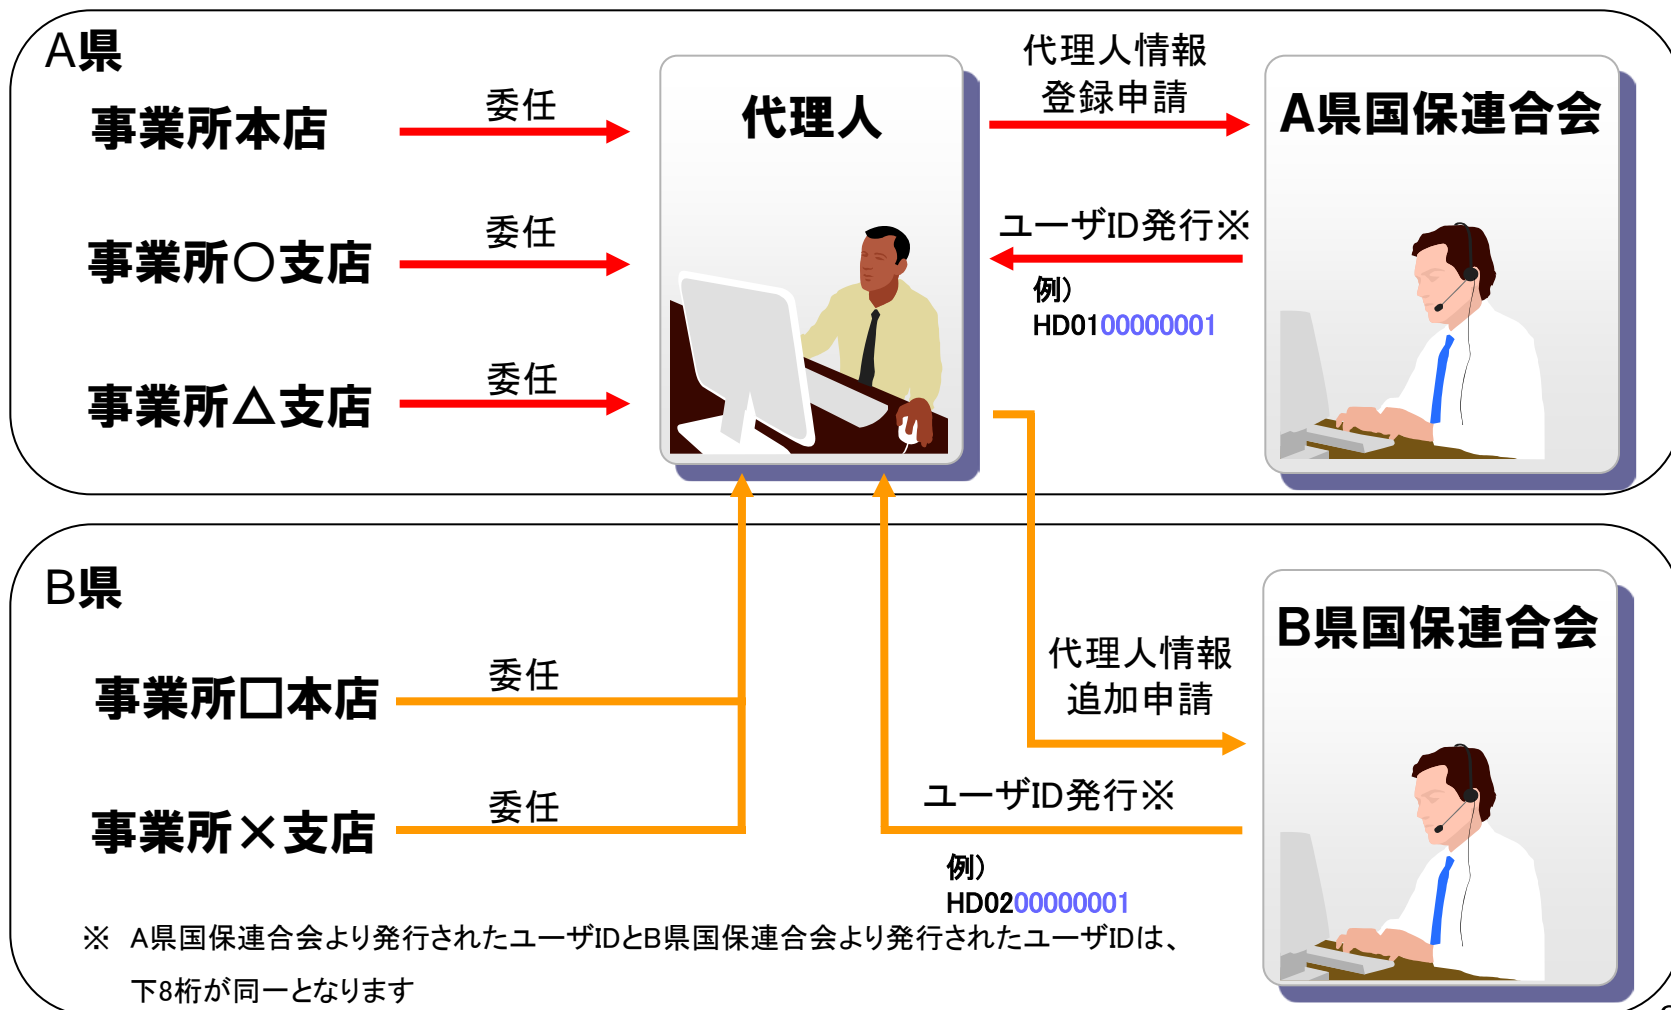 A県
事業所本店
委任
代理人
代理人情報
登録申請
A県国保連合会
事業所○支店
委任
ユーザID発行※
例）
HD0100000001
事業所△支店
委任
B県
B県国保連合会
事業所□本店
委任
代理人情報
追加申請
事業所×支店
委任
ユーザID発行※
例）
HD0200000001
※ A県国保連合会より発行されたユーザIDとB県国保連合会より発行されたユーザIDは、
下8桁が同一となります